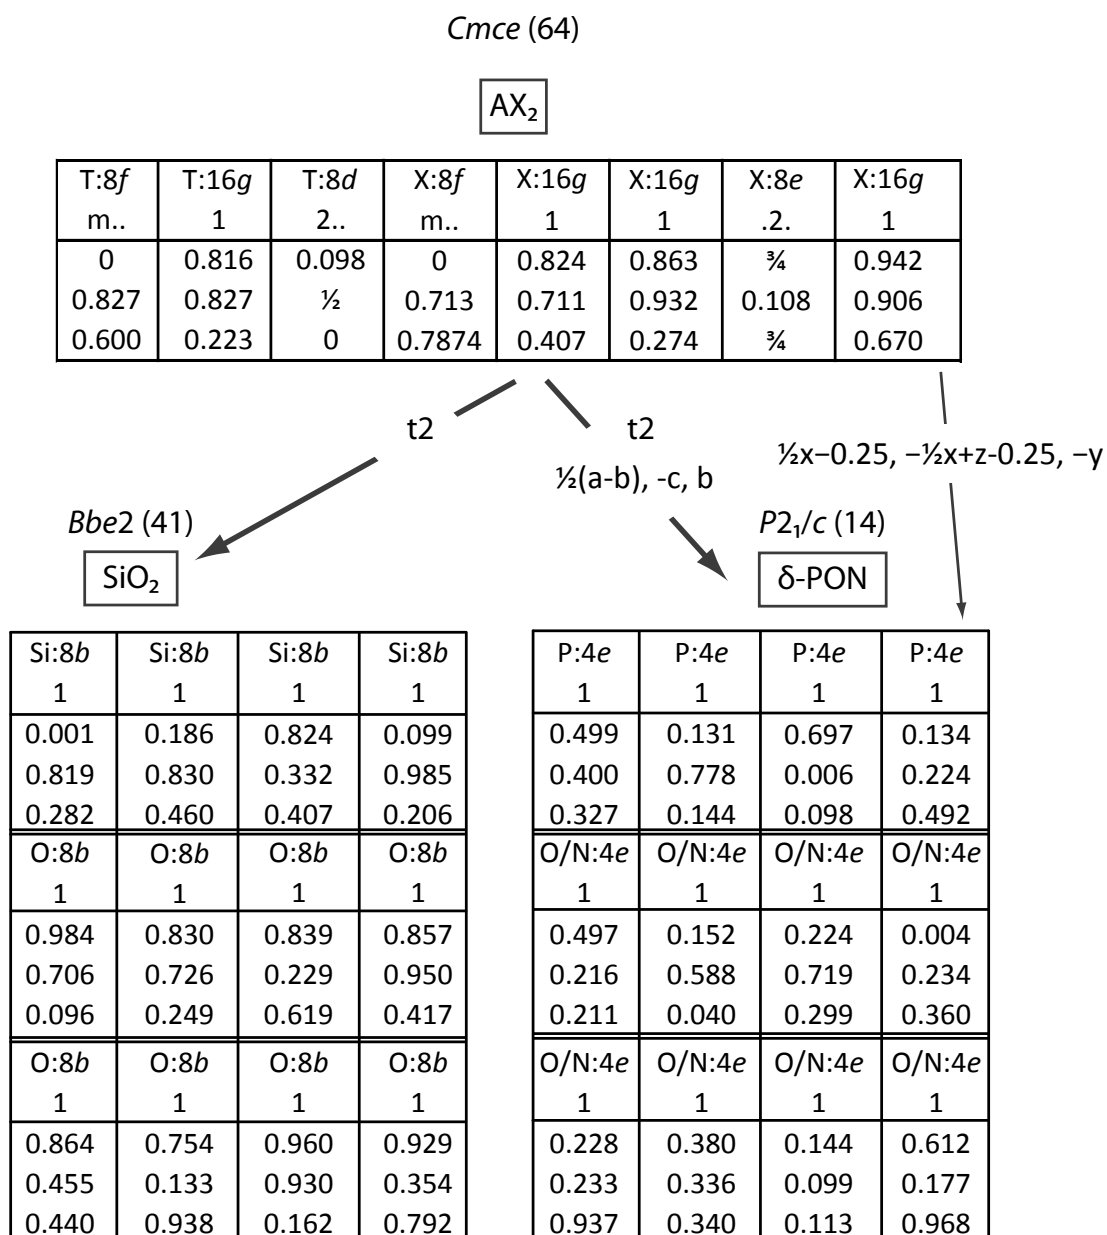 Cmce (64)
AX₂
T:8f T:16g T:8d X:8f X:16g X:16g X:8e X:16g
m.. 1 2.. m.. 1 1 .2. 1
0 0.816 0.098 0 0.824 0.863 ¾ 0.942
0.827 0.827 ½ 0.713 0.711 0.932 0.108 0.906
0.600 0.223 0 0.7874 0.407 0.274 ¾ 0.670
t2 t2
½x−0.25, −½x+z-0.25, −y
½(a-b), -c, b
Bbe2 (41) P2₁/c (14)
SiO₂ δ-PON
Si:8b Si:8b Si:8b Si:8b
1 1 1 1
0.001 0.186 0.824 0.099
0.819 0.830 0.332 0.985
0.282 0.460 0.407 0.206
O:8b O:8b O:8b O:8b
1 1 1 1
0.984 0.830 0.839 0.857
0.706 0.726 0.229 0.950
0.096 0.249 0.619 0.417
O:8b O:8b O:8b O:8b
1 1 1 1
0.864 0.754 0.960 0.929
0.455 0.133 0.930 0.354
0.440 0.938 0.162 0.792
P:4e P:4e P:4e P:4e
1 1 1 1
0.499 0.131 0.697 0.134
0.400 0.778 0.006 0.224
0.327 0.144 0.098 0.492
O/N:4e O/N:4e O/N:4e O/N:4e
1 1 1 1
0.497 0.152 0.224 0.004
0.216 0.588 0.719 0.234
0.211 0.040 0.299 0.360
O/N:4e O/N:4e O/N:4e O/N:4e
1 1 1 1
0.228 0.380 0.144 0.612
0.233 0.336 0.099 0.177
0.937 0.340 0.113 0.968